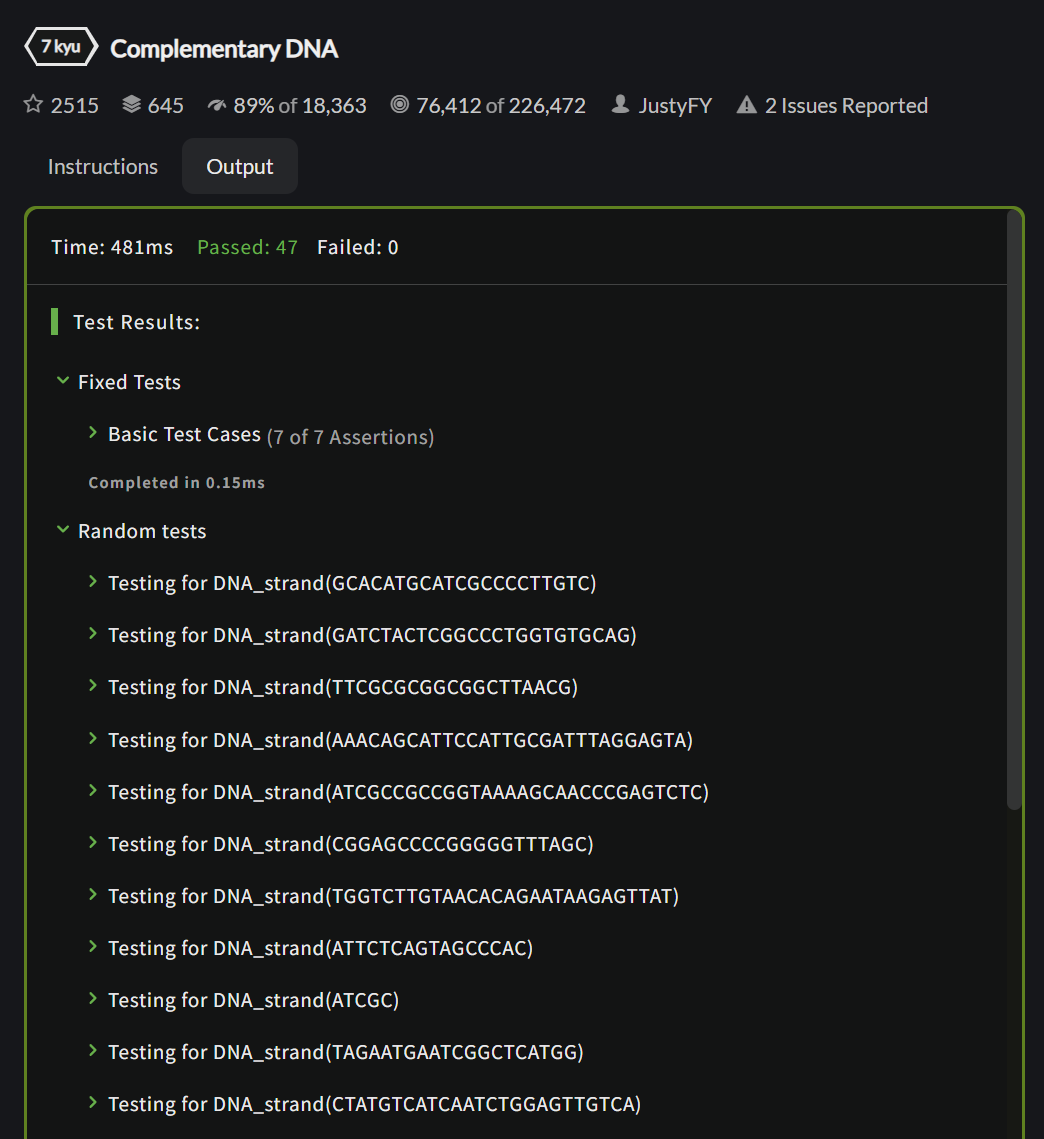 7 kyu Complementary DNA
2515 645 89% of 18,363 76,412 of 226,472 JustyFY 2 Issues Reported
Instructions Output
Time: 481ms Passed: 47 Failed: 0
Test Results:
Fixed Tests
Basic Test Cases (7 of 7 Assertions)
Completed in 0.15ms
Random tests
Testing for DNA_strand(GCACATGCATCGCCCCTTGTC)
Testing for DNA_strand(GATCTACTCGGCCCTGGTGTGCAG)
Testing for DNA_strand(TTCGCGCGGCGGCTTAACG)
Testing for DNA_strand(AAACAGCATTCCATTGCGATTTAGGAGTA)
Testing for DNA_strand(ATCGCCGCCGGTAAAAGCAACCCGAGTCTC)
Testing for DNA_strand(CGGAGCCCCGGGGGTTTAGC)
Testing for DNA_strand(TGGTCTTGTAACACAGAATAAGAGTTAT)
Testing for DNA_strand(ATTCTCAGTAGCCCAC)
Testing for DNA_strand(ATCGC)
Testing for DNA_strand(TAGAATGAATCGGCTCATGG)
Testing for DNA_strand(CTATGTCATCAATCTGGAGTTGTCA)